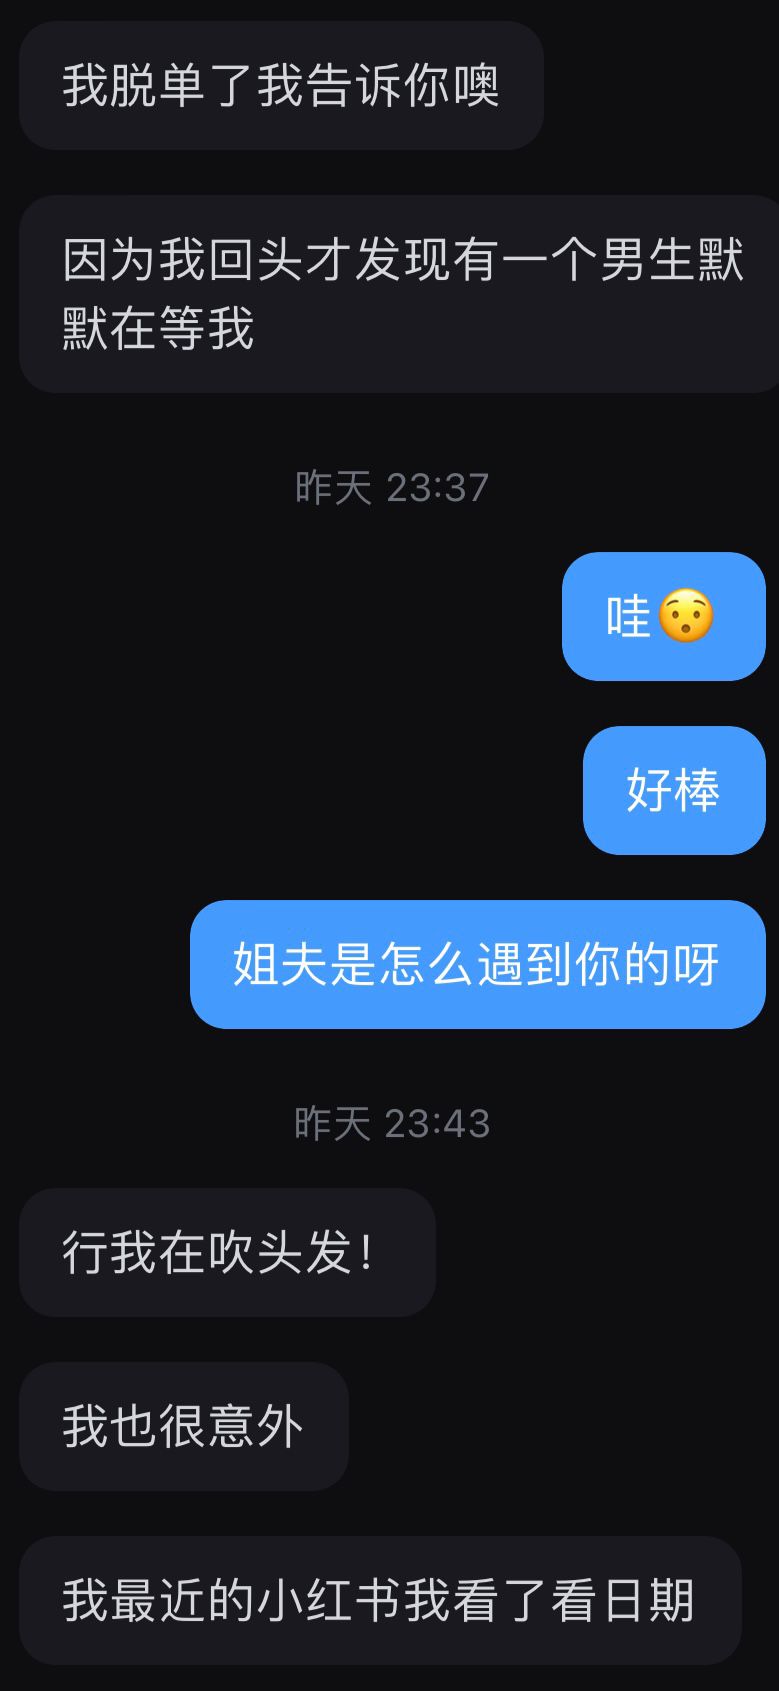 我脱单了我告诉你噢
因为我回头才发现有一个男生默
默在等我
昨天 23:37
哇😯
好棒
姐夫是怎么遇到你的呀
昨天 23:43
行我在吹头发！
我也很意外
我最近的小红书我看了看日期